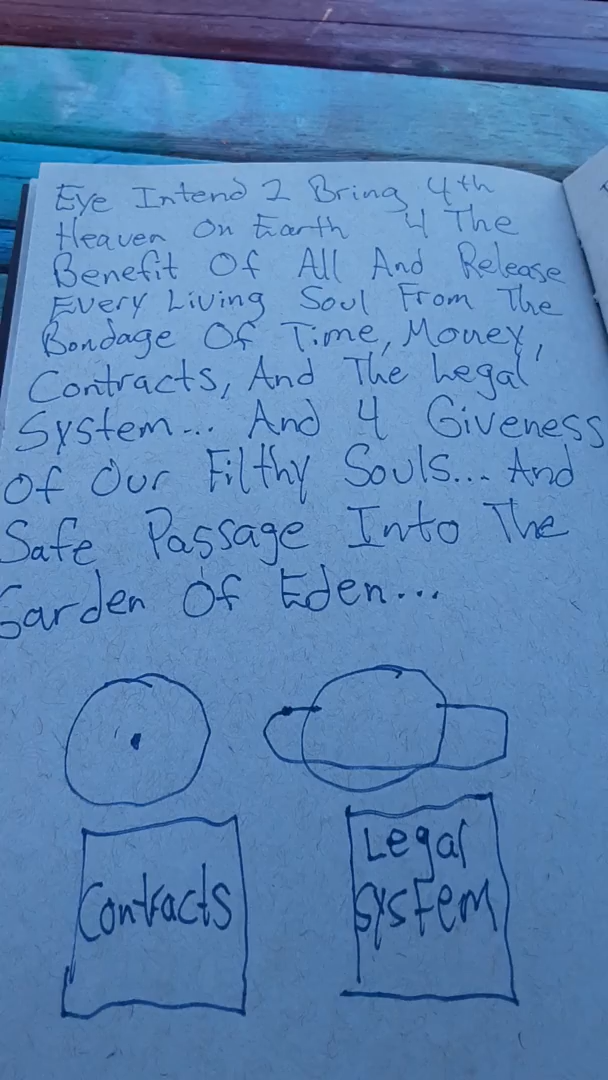 Eye Intend 2 Bring 4th
Heaven On Earth 4 The
Benefit Of All And Release
Every Living Soul From The
Bondage Of Time, Money,
Contracts, And The Legal
System... And 4 Giveness
Of Our Filthy Souls... And
Safe Passage Into The
Garden Of Eden...
Contracts
Legal
System